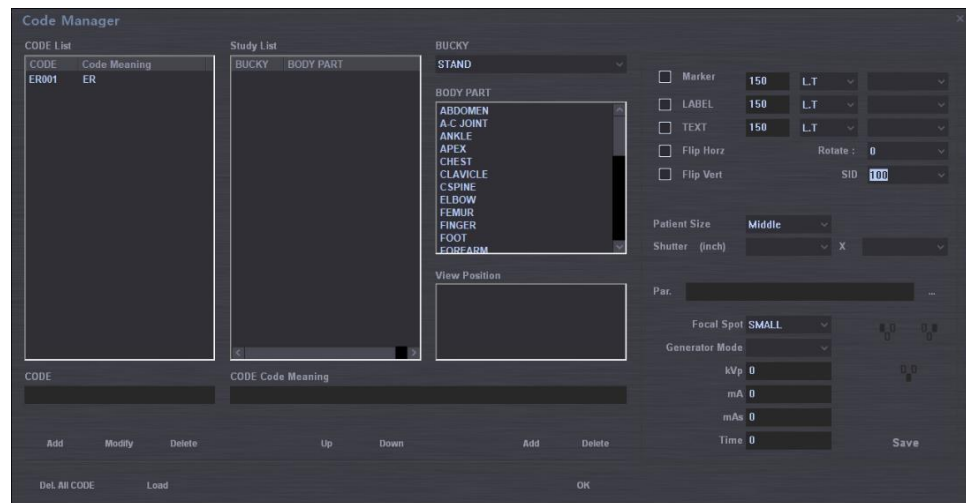 Code Manager
CODE List
CODE Code Meaning
ER001 ER
Study List
BUCKY BODY PART
BUCKY
STAND
BODY PART
ABDOMEN
A-C JOINT
ANKLE
APEX
CHEST
CLAVICLE
CSPINE
ELBOW
FEMUR
FINGER
FOOT
FOREARM
View Position
Marker 150 L.T
LABEL 150 L.T
TEXT 150 L.T
Flip Horz Rotate : 0
Flip Vert SID 100
Patient Size Middle
Shutter (inch) X
Par. ...
Focal Spot SMALL
Generator Mode
kVp 0
mA 0
mAs 0
Time 0
Save
CODE
CODE Code Meaning
Add Modify Delete Up Down Add Delete
Del. All CODE Load OK